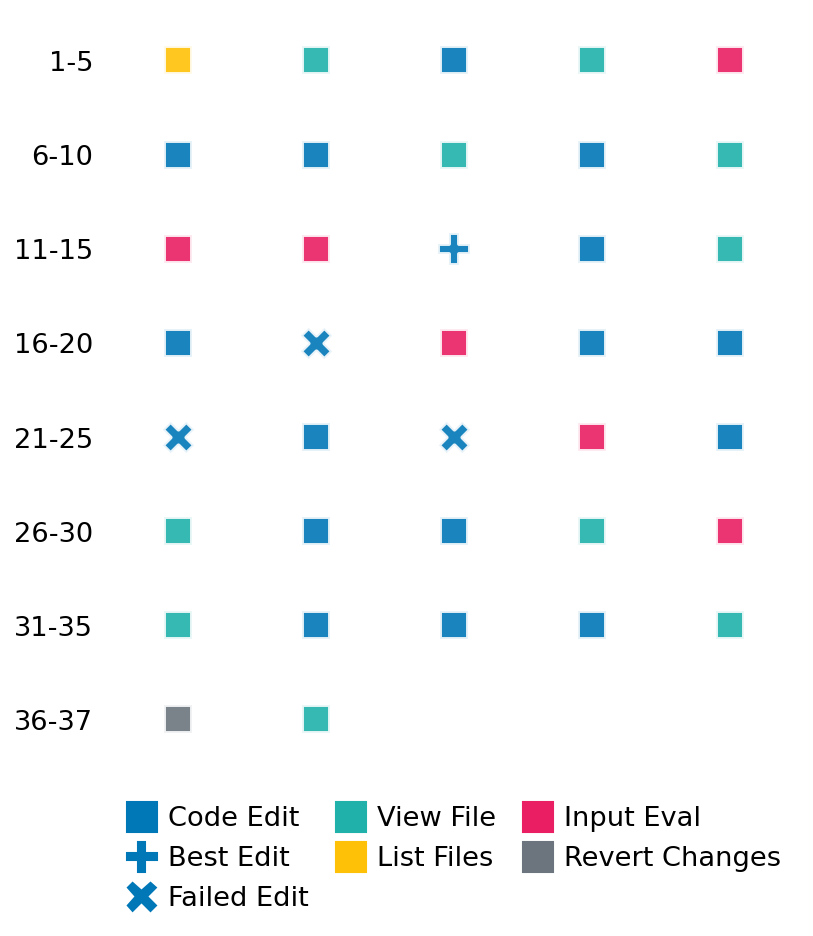 1-5
6-10
11-15
16-20
21-25
26-30
31-35
36-37
Code Edit View File Input Eval
Best Edit List Files Revert Changes
Failed Edit